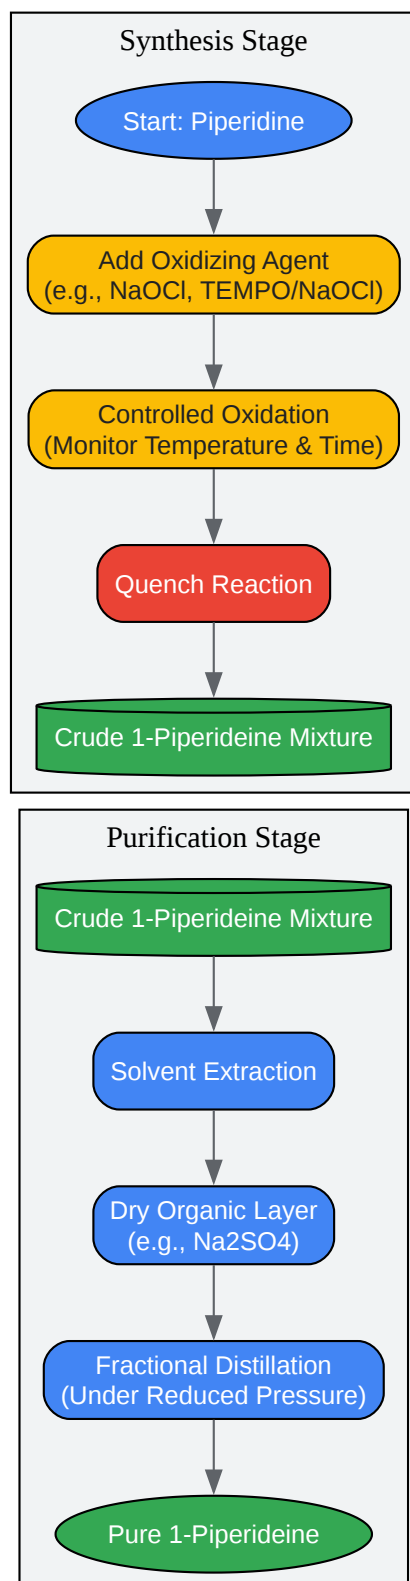 Synthesis Stage
Start: Piperidine
Add Oxidizing Agent
(e.g., NaOCl, TEMPO/NaOCl)
Controlled Oxidation
(Monitor Temperature & Time)
Quench Reaction
Crude 1-Piperideine Mixture
Purification Stage
Crude 1-Piperideine Mixture
Solvent Extraction
Dry Organic Layer
(e.g., Na2SO4)
Fractional Distillation
(Under Reduced Pressure)
Pure 1-Piperideine